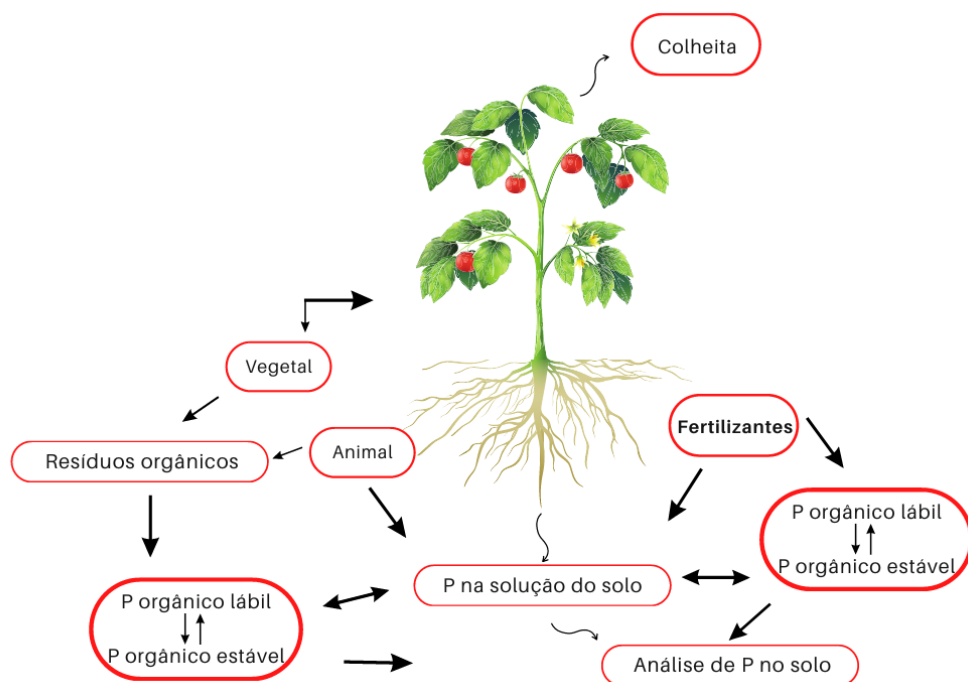 Colheita
Vegetal
Fertilizantes
Animal
Resíduos orgânicos
P orgânico lábil
P orgânico estável
P na solução do solo
P orgânico lábil
P orgânico estável
Análise de P no solo